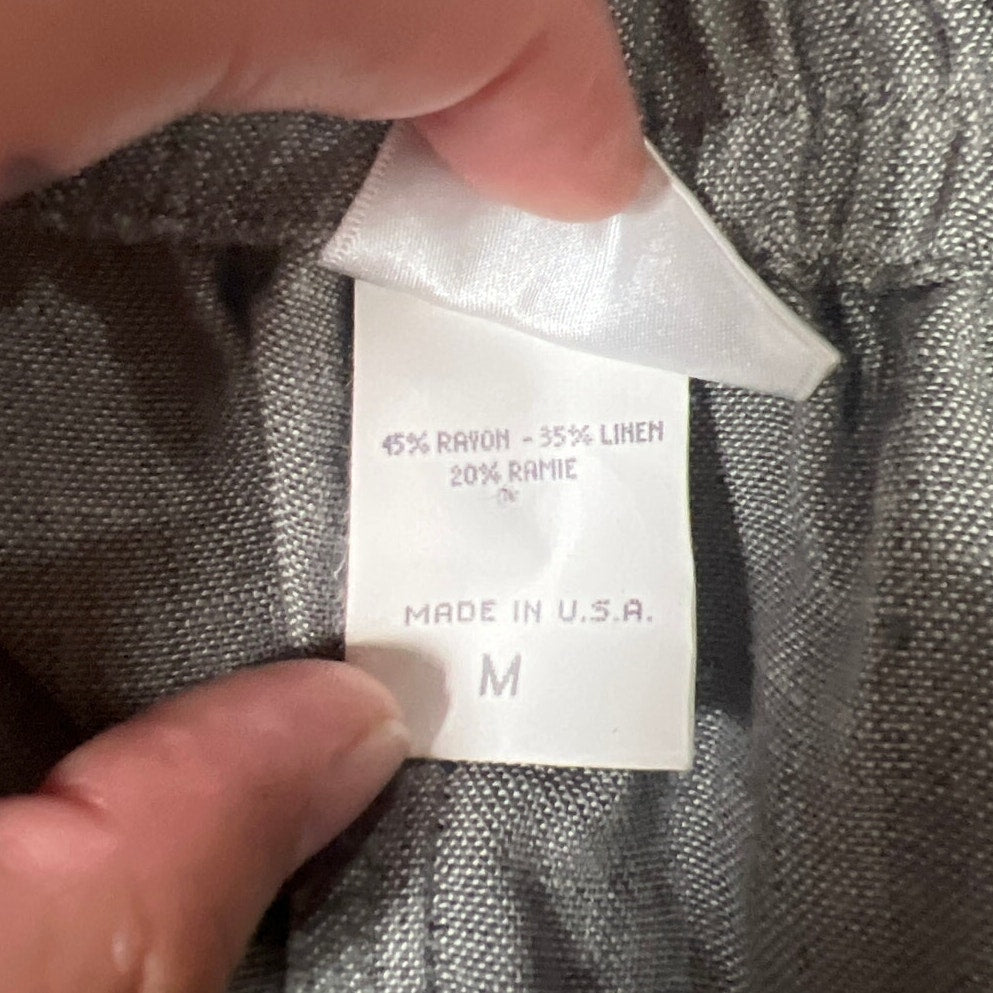 45% RAYON - 35% LINEN
20% RAMIE
MADE IN U.S.A.
M